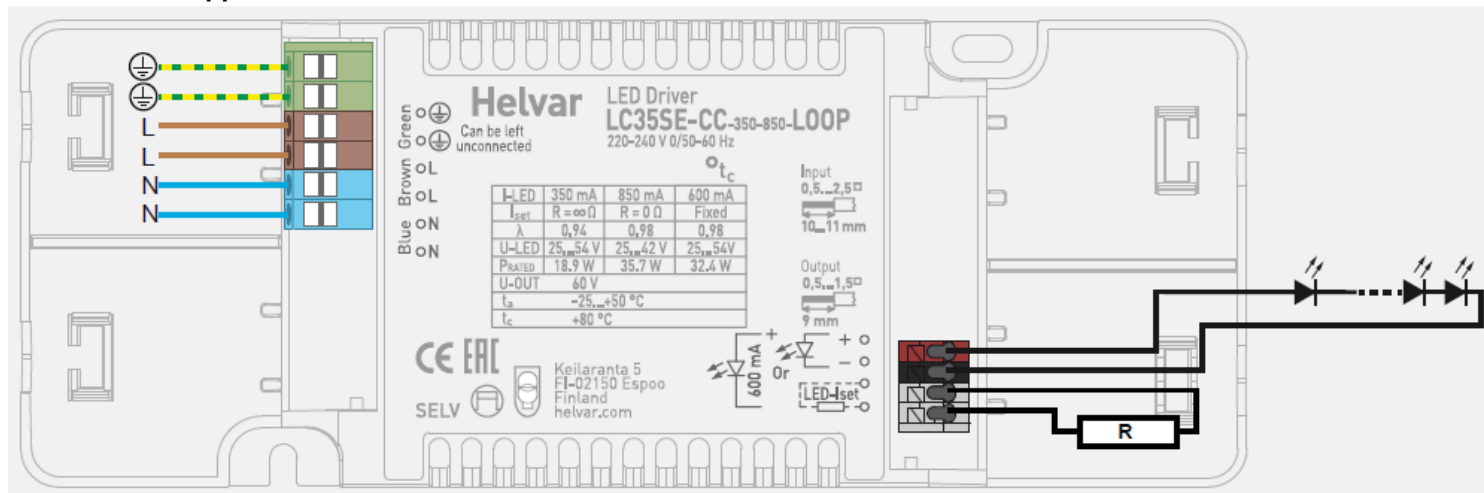 L
L
N
N
Green
Brown
Blue
Can be left
unconnected
L
L
N
N
Helvar
LED Driver
LC35SE-CC-350-850-LOOP
220-240 V 0/50-60 Hz
tc
I-LED 350 mA 850 mA 600 mA
Iset R = ∞ Ω R = 0 Ω Fixed
λ 0,94 0,98 0,98
U-LED 25...54 V 25...42 V 25...54V
PRATED 18.9 W 35.7 W 32.4 W
U-OUT 60 V
ta -25...+50 °C
tc +80 °C
Input
0,5...2,5
10...11 mm
Output
0,5...1,5
9 mm
CE EAC
SELV
Keilaranta 5
FI-02150 Espoo
Finland
helvar.com
+
600 mA
Or
+
-
LED-Iset
R